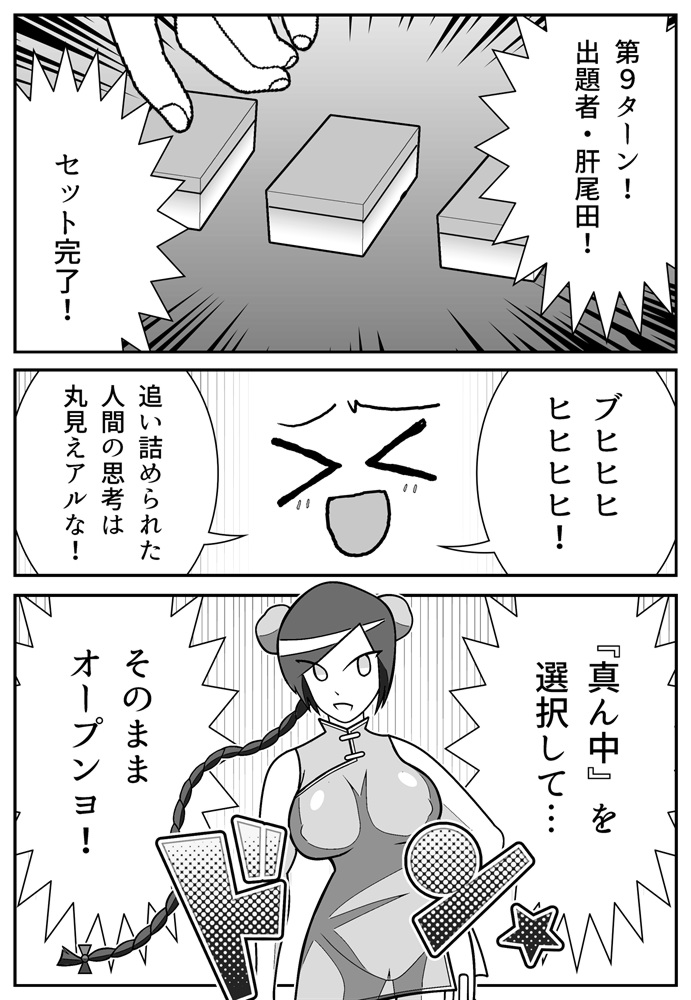 第９ターン！
出題者・肝尾田！
セット完了！
ブヒヒヒ
ヒヒヒヒ！
追い詰められた
人間の思考は
丸見えアルな！
『真ん中』を
選択して…
そのまま
オープンョ！
ドン☆